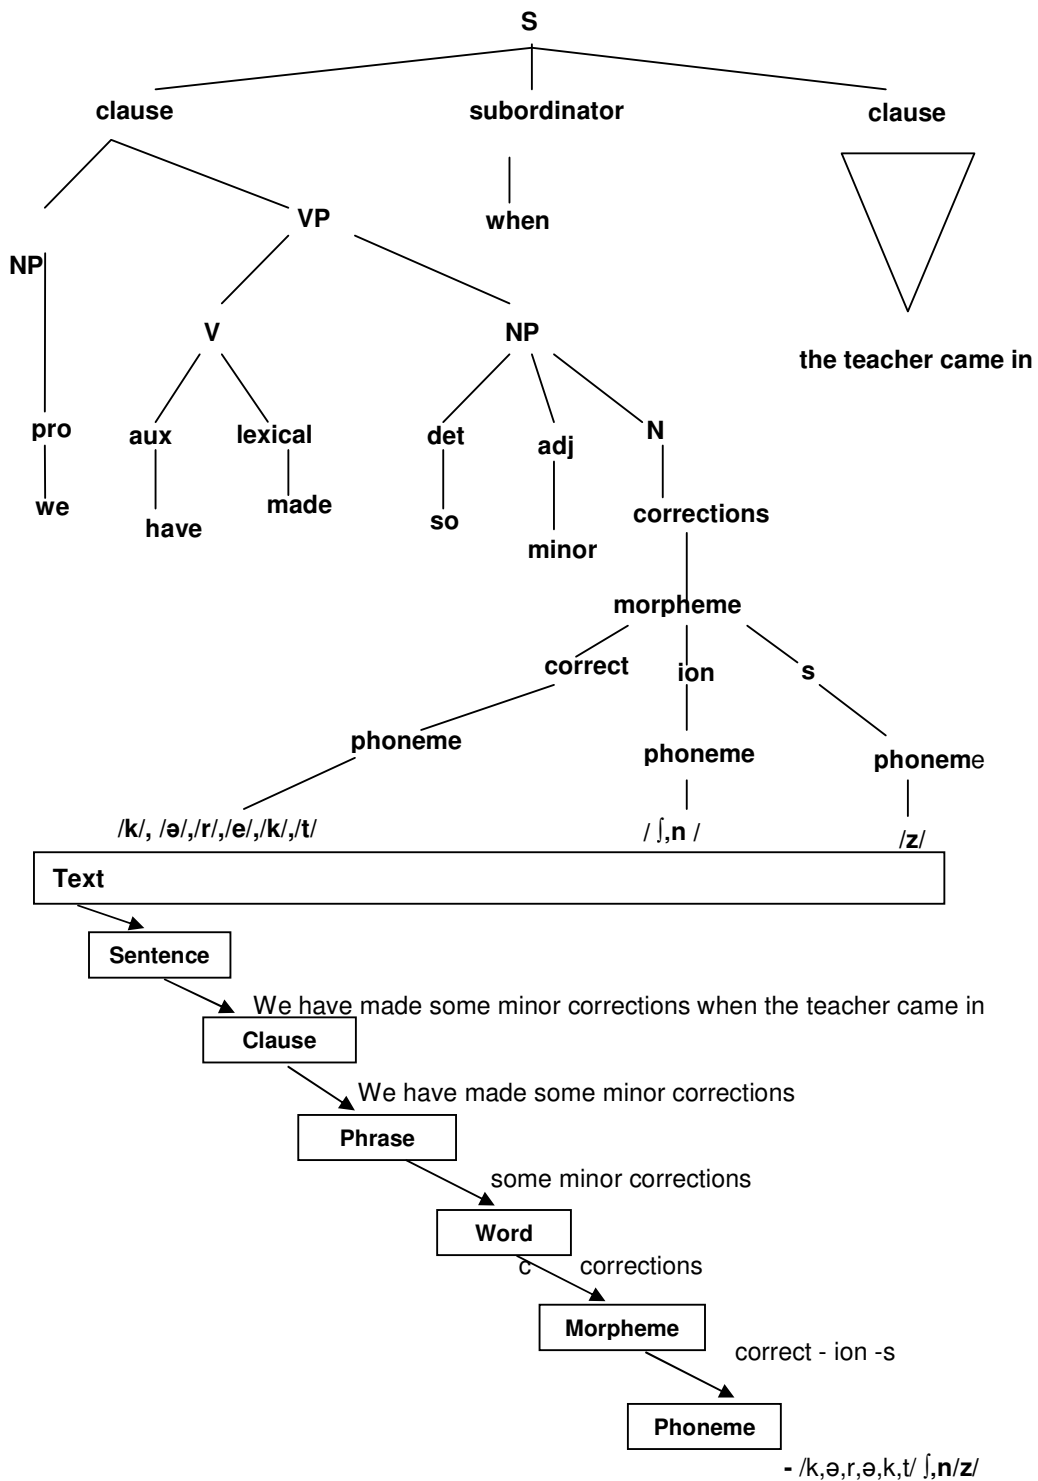 S
clause subordinator clause
VP when
NP
V NP
the teacher came in
pro aux lexical det adj N
we have made so minor corrections
morpheme
correct ion s
phoneme phoneme phoneme
/k/, /ə/,/r/,/e/,/k/,/t/ / ∫,n / /z/
Text
Sentence
We have made some minor corrections when the teacher came in
Clause
We have made some minor corrections
Phrase
some minor corrections
Word
c corrections
Morpheme
correct - ion -s
Phoneme
- /k,ə,r,ə,k,t/ ∫,n/z/